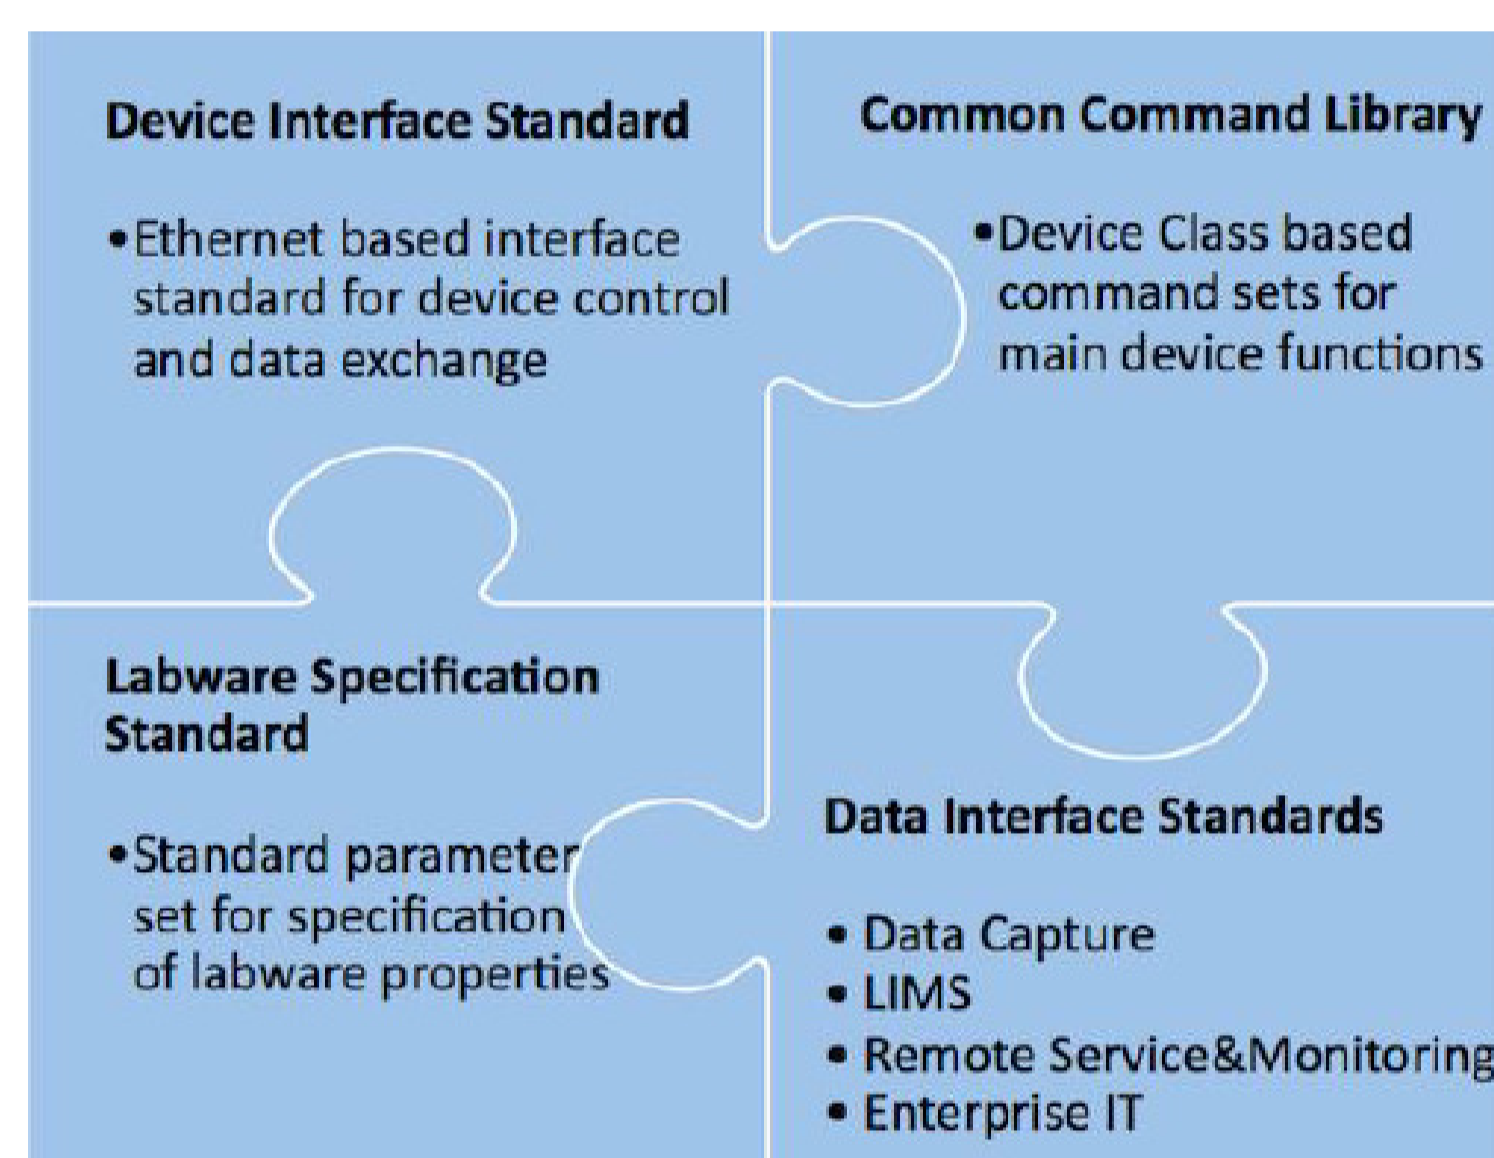 Device Interface Standard
•Ethernet based interface
standard for device control
and data exchange
Common Command Library
•Device Class based
command sets for
main device functions
Labware Specification
Standard
•Standard parameter
set for specification
of labware properties
Data Interface Standards
• Data Capture
• LIMS
• Remote Service&Monitoring
• Enterprise IT